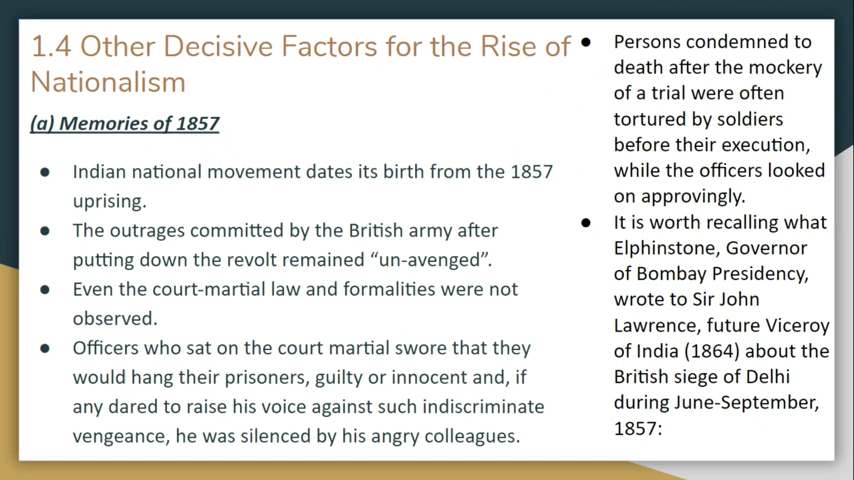 1.4 Other Decisive Factors for the Rise of
Nationalism
(a) Memories of 1857
● Indian national movement dates its birth from the 1857
uprising.
● The outrages committed by the British army after
putting down the revolt remained “un-avenged”.
● Even the court-martial law and formalities were not
observed.
● Officers who sat on the court martial swore that they
would hang their prisoners, guilty or innocent and, if
any dared to raise his voice against such indiscriminate
vengeance, he was silenced by his angry colleagues.
● Persons condemned to
death after the mockery
of a trial were often
tortured by soldiers
before their execution,
while the officers looked
on approvingly.
● It is worth recalling what
Elphinstone, Governor
of Bombay Presidency,
wrote to Sir John
Lawrence, future Viceroy
of India (1864) about the
British siege of Delhi
during June-September,
1857: